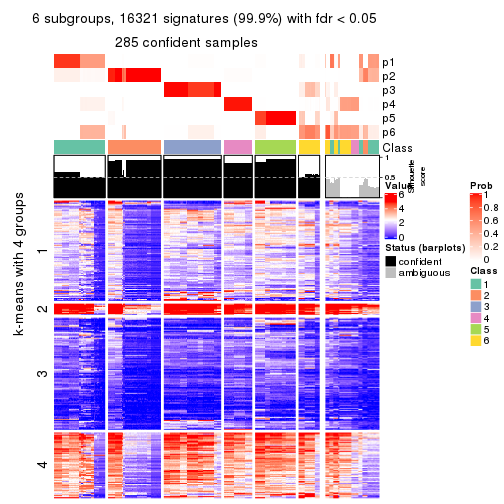 6 subgroups, 16321 signatures (99.9%) with fdr < 0.05
285 confident samples
p1
p2
p3
p4
p5
p6
Class
1
0.5
0
Silhouette
score
k-means with 4 groups
1
2
3
4
Value
6
4
2
0
Status (barplots)
confident
ambiguous
Prob
1
0.8
0.6
0.4
0.2
0
Class
1
2
3
4
5
6